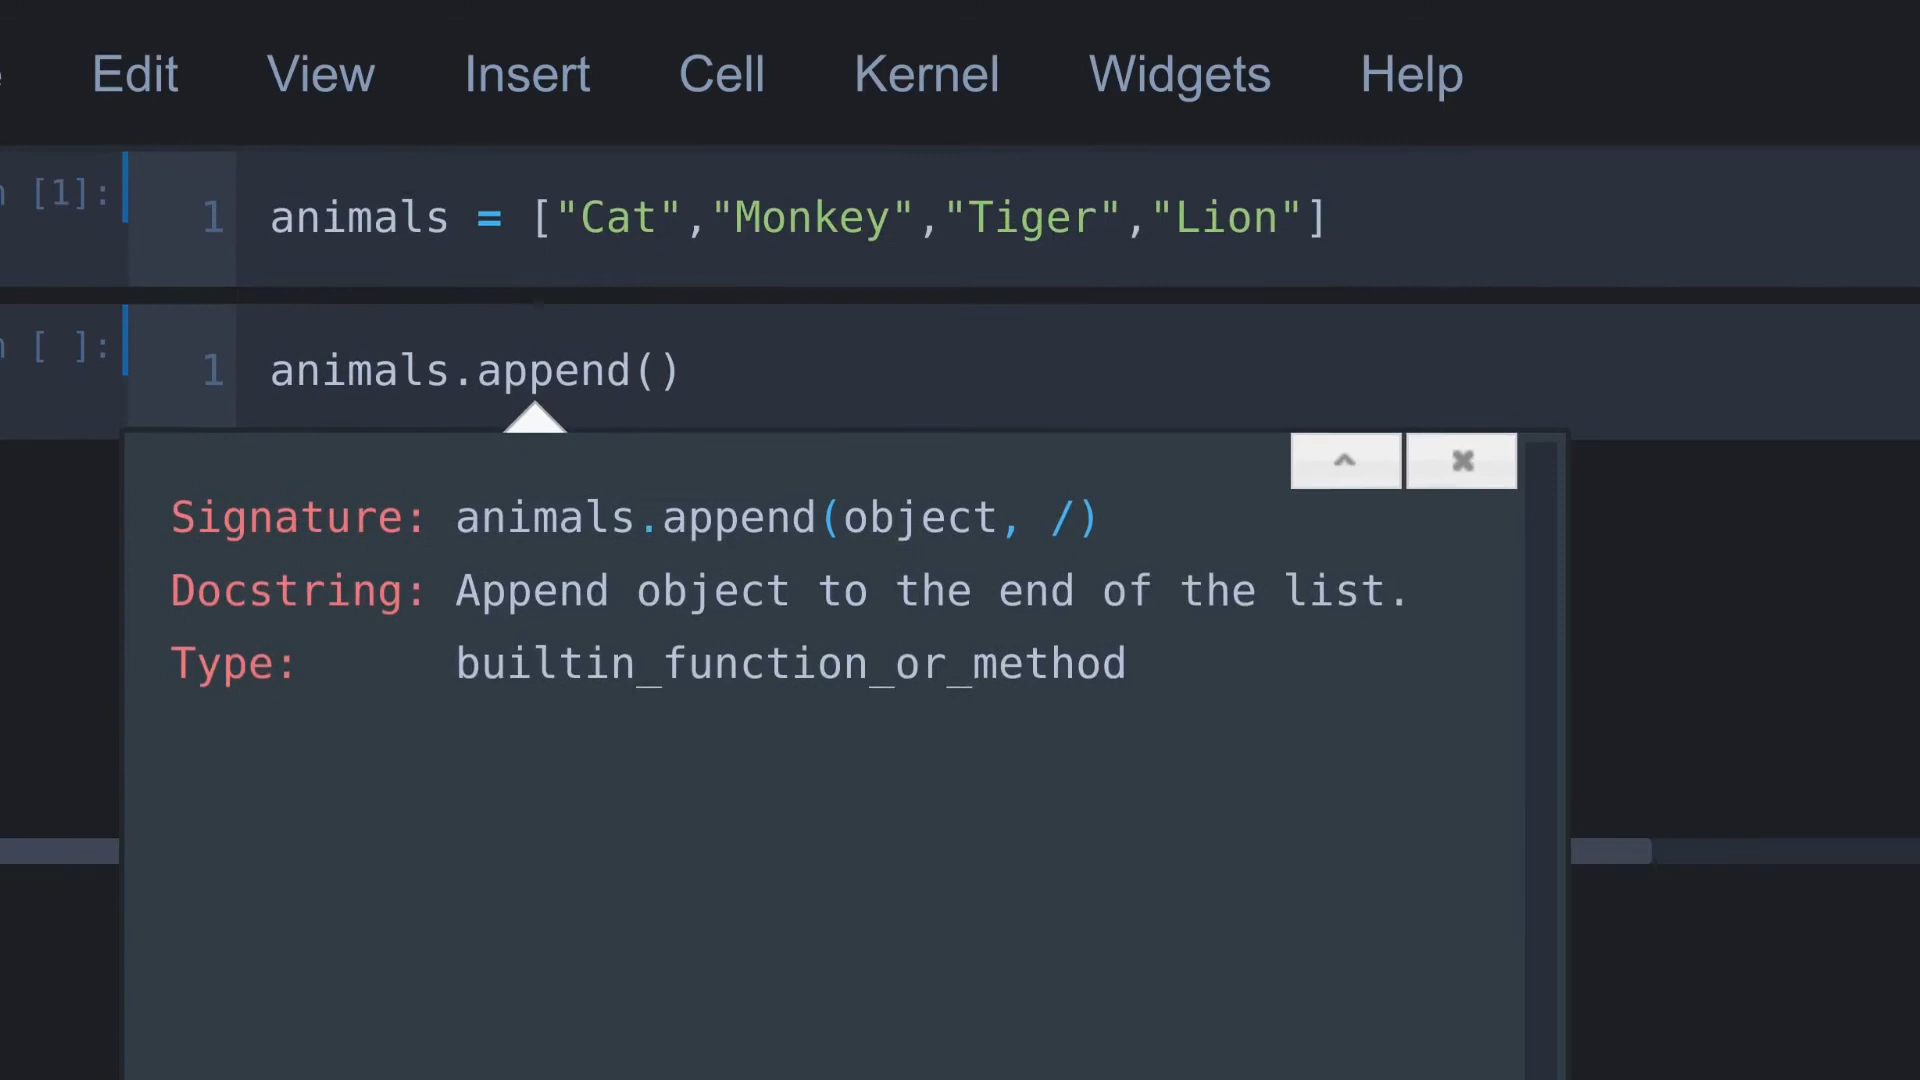 Edit View Insert Cell Kernel Widgets Help
[1]:
1 animals = ["Cat","Monkey","Tiger","Lion"]
[ ]:
1 animals.append()
Signature: animals.append(object, /)
Docstring: Append object to the end of the list.
Type: builtin_function_or_method